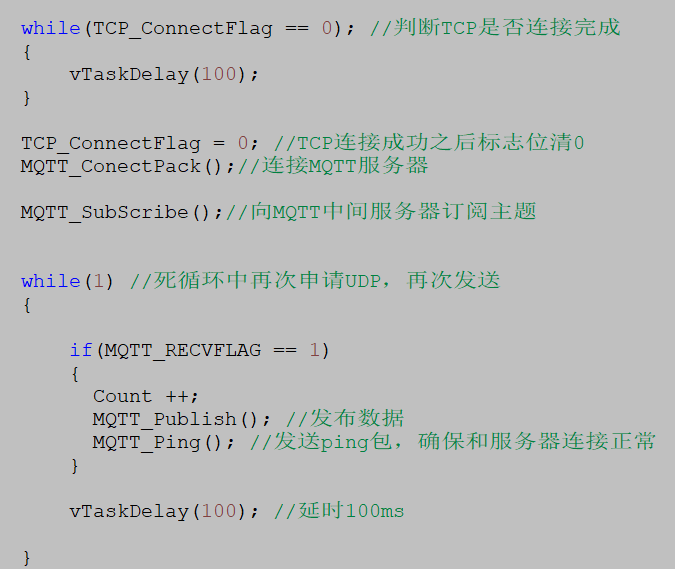 while(TCP_ConnectFlag == 0); //判断TCP是否连接完成
{
    vTaskDelay(100);
}
TCP_ConnectFlag = 0; //TCP连接成功之后标志位清0
MQTT_ConectPack();//连接MQTT服务器
MQTT_SubScribe();//向MQTT中间服务器订阅主题
while(1) //死循环中再次申请UDP，再次发送
{
    if(MQTT_RECVFLAG == 1)
    {
      Count ++;
      MQTT_Publish(); //发布数据
      MQTT_Ping(); //发送ping包，确保和服务器连接正常
    }
    vTaskDelay(100); //延时100ms
}